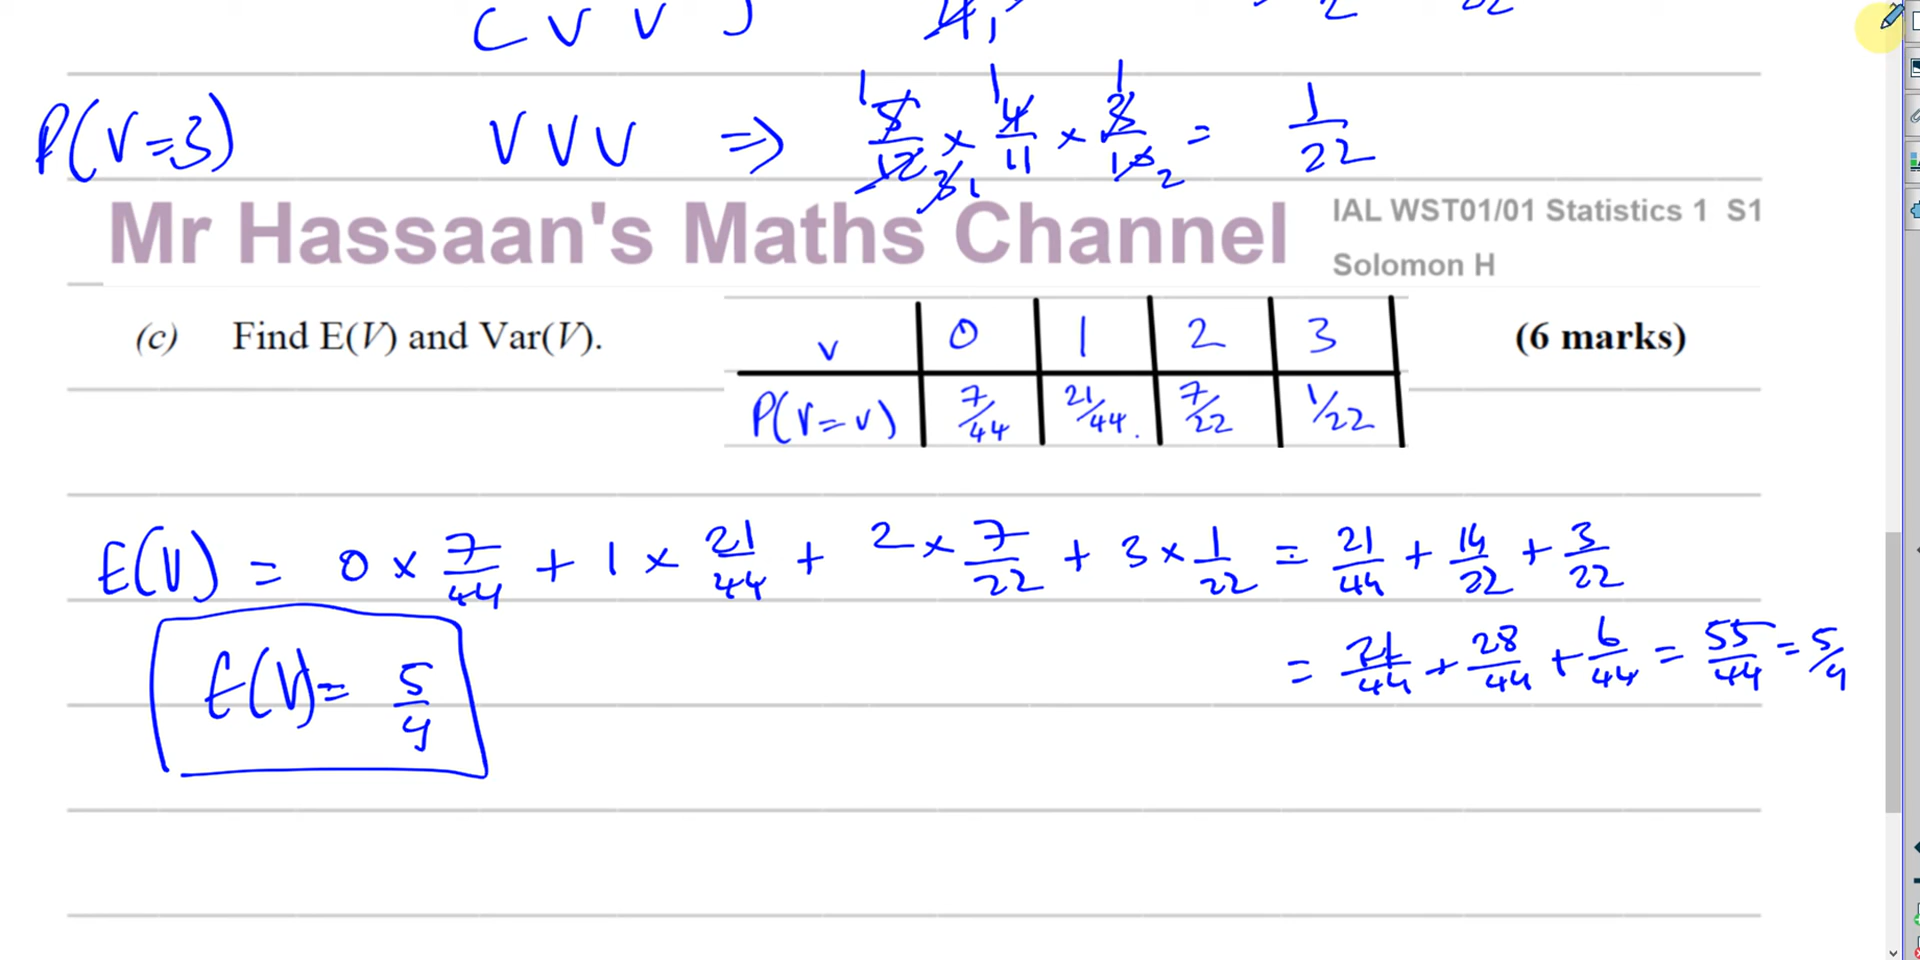 C V V J
P(V=3) V V V ⇒ 5/12 × 4/11 × 3/10 = 1/22
Mr Hassaan's Maths Channel
IAL WST01/01 Statistics 1 S1
Solomon H
(c) Find E(V) and Var(V). (6 marks)
v 0 1 2 3
P(V=v) 7/44 21/44 7/22 1/22
E(V) = 0 × 7/44 + 1 × 21/44 + 2 × 7/22 + 3 × 1/22 = 21/44 + 14/22 + 3/22
= 21/44 + 28/44 + 6/44 = 55/44 = 5/4
E(V) = 5/4